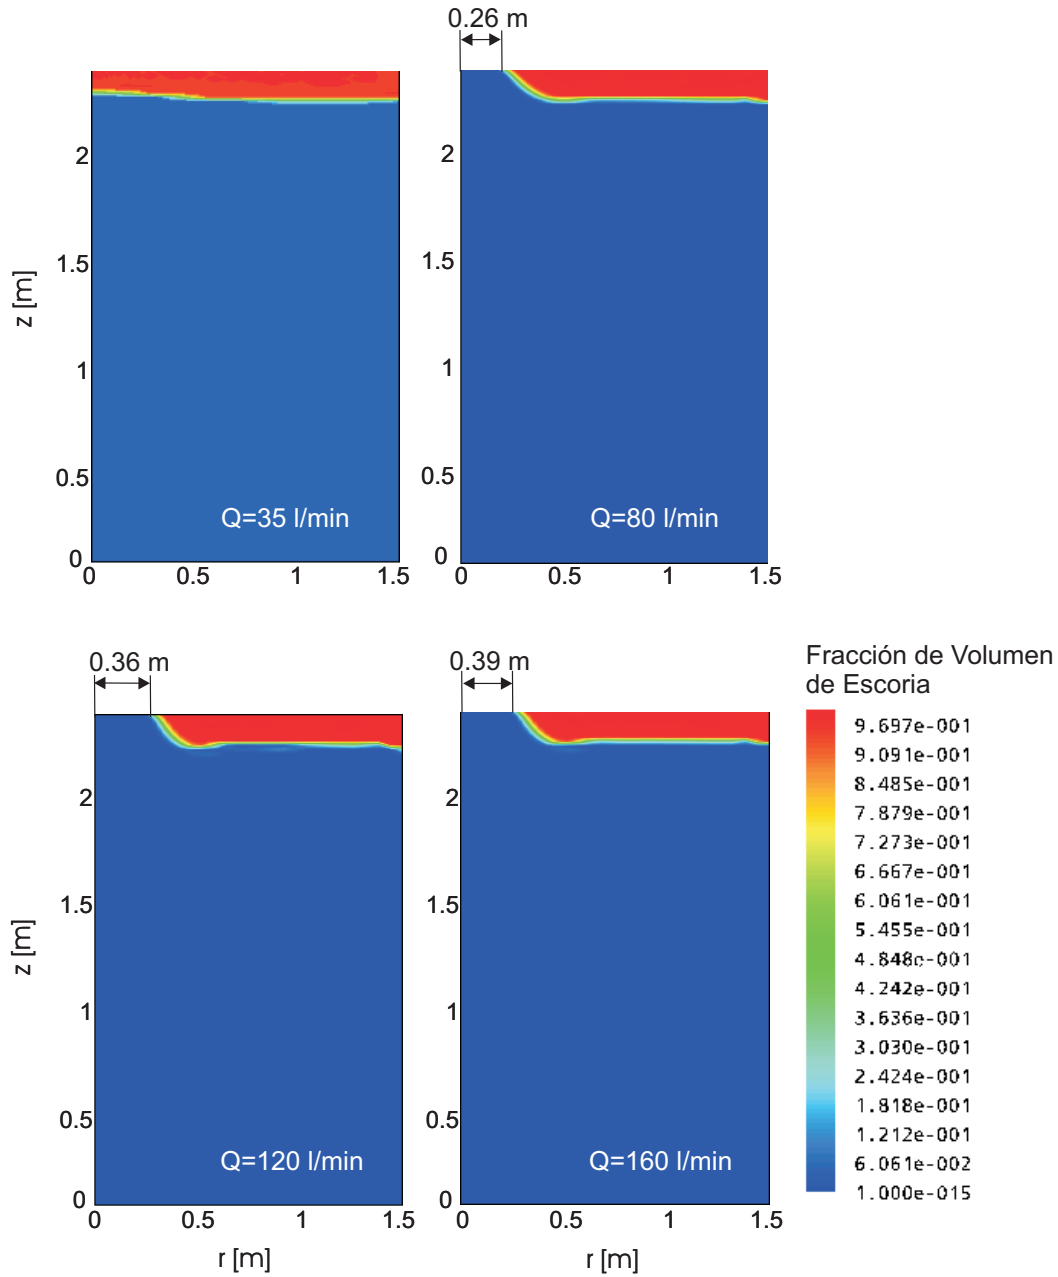 0.26 m
2
1.5
1
0.5
0
z [m]
Q=35 l/min
0
0.5
1
1.5
2
1.5
1
0.5
0
Q=80 l/min
0
0.5
1
1.5
0.36 m
2
1.5
1
0.5
0
z [m]
Q=120 l/min
0
0.5
1
1.5
r [m]
0.39 m
2
1.5
1
0.5
0
Q=160 l/min
0
0.5
1
1.5
r [m]
Fracción de Volumen
de Escoria
9.697e-001
9.091e-001
8.485e-001
7.879e-001
7.273e-001
6.667e-001
6.061e-001
5.455e-001
4.848e-001
4.242e-001
3.636e-001
3.030e-001
2.424e-001
1.818e-001
1.212e-001
6.061e-002
1.000e-015